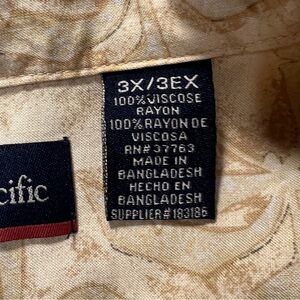 3X/3EX
100%VISCOSE
RAYON
100%RAYON DE
VISCOSA
RN#37763
MADE IN
BANGLADESH
HECHO EN
BANGLADESH
SUPPLIER#183186
cific